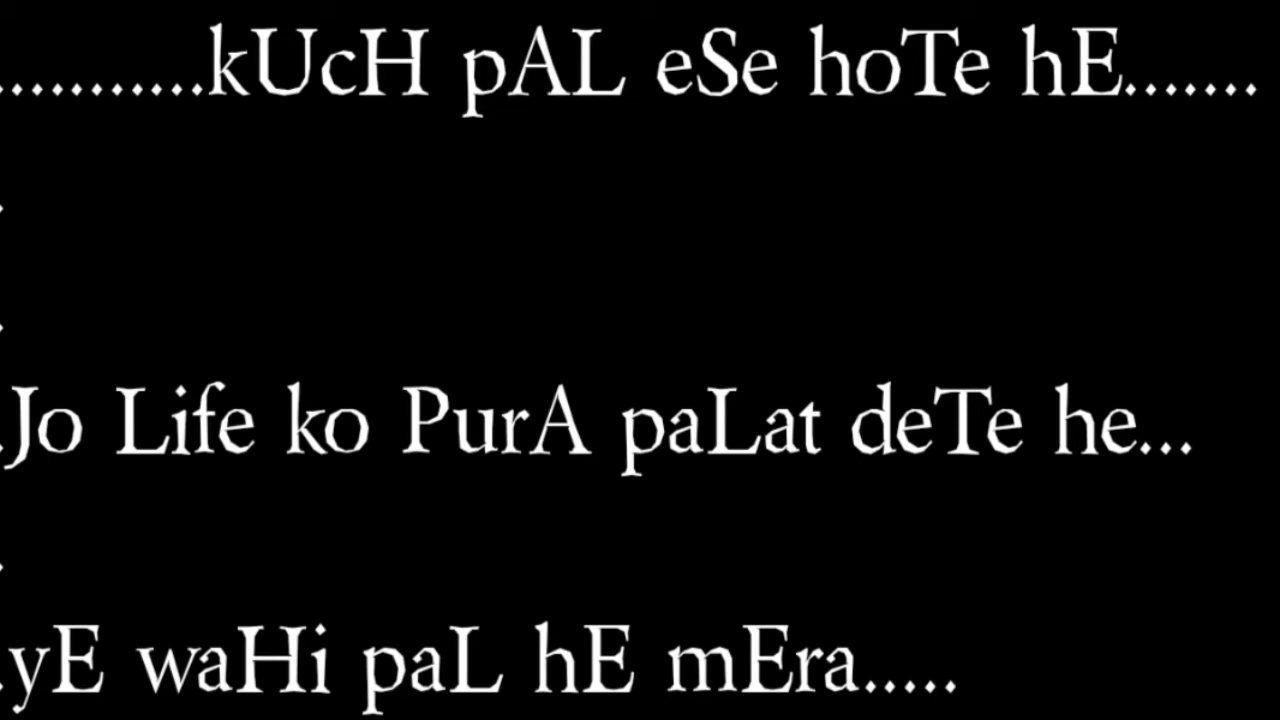 ...........kUcH pAL eSe hoTe hE.......
.
.
.Jo Life ko PurA paLat deTe he...
.
.yE waHi paL hE mEra.....